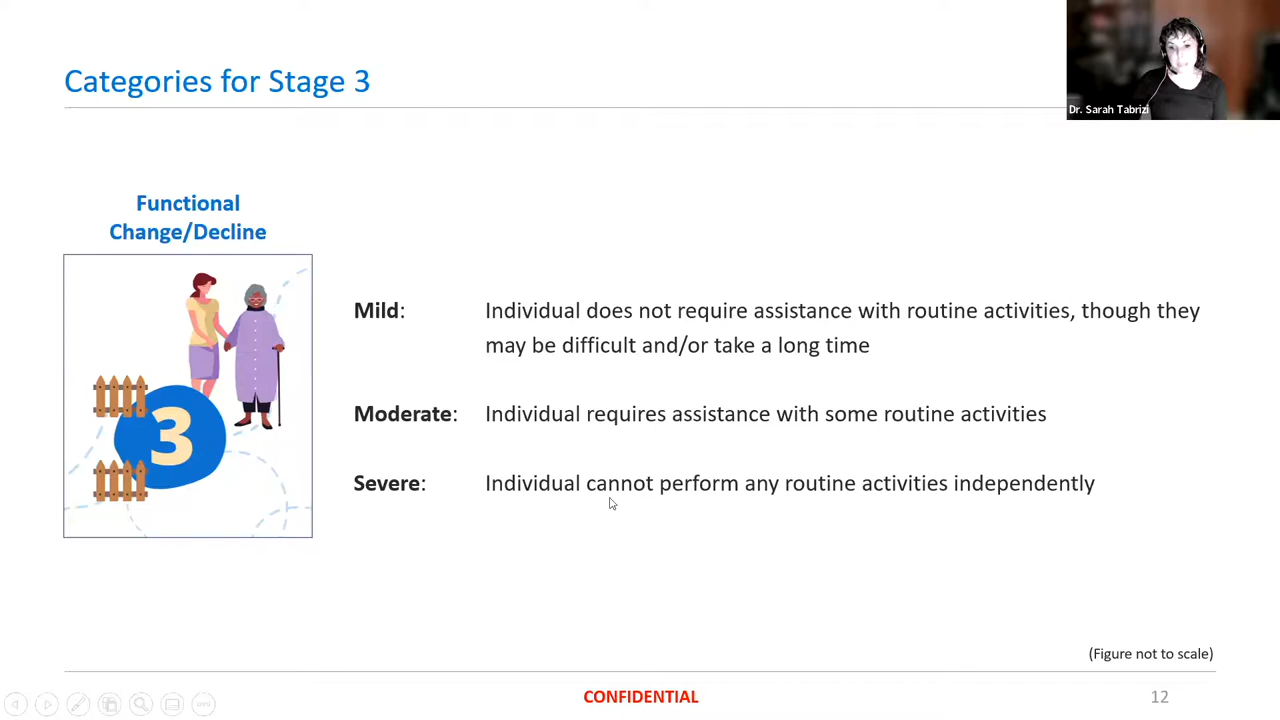 Categories for Stage 3
Dr. Sarah Tabrizi
Functional
Change/Decline
3
Mild: Individual does not require assistance with routine activities, though they
may be difficult and/or take a long time
Moderate: Individual requires assistance with some routine activities
Severe: Individual cannot perform any routine activities independently
(Figure not to scale)
CONFIDENTIAL
12